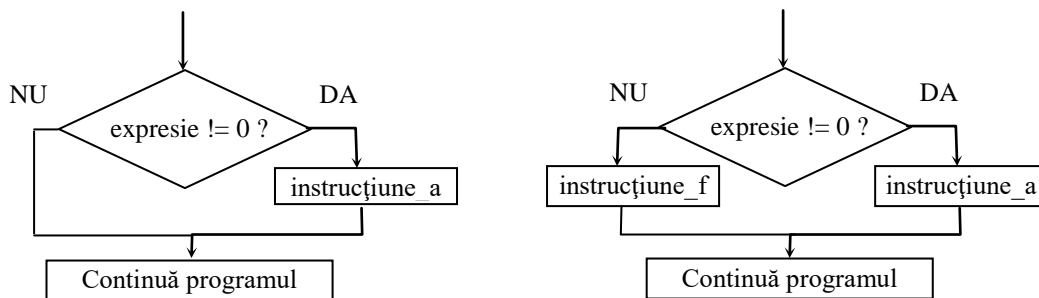 NU
DA
expresie != 0 ?
instrucţiune_a
Continuă programul
NU
DA
expresie != 0 ?
instrucţiune_f
instrucţiune_a
Continuă programul